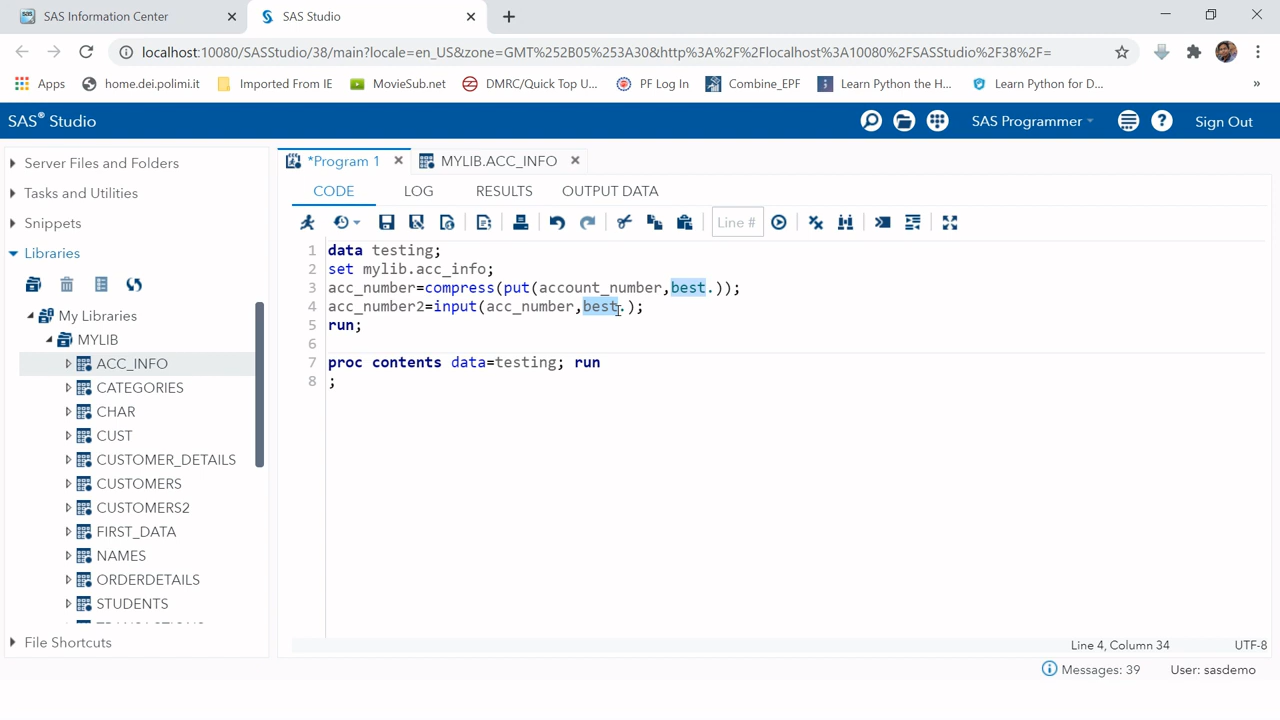 SAS Information Center
SAS Studio
localhost:10080/SASStudio/38/main?locale=en_US&zone=GMT%252B05%253A30&http%3A%2F%2Flocalhost%3A10080%2FSASStudio%2F38%2F=
Apps home.dei.polimi.it Imported From IE MovieSub.net DMRC/Quick Top U... PF Log In Combine_EPF Learn Python the H... Learn Python for D... »
SAS® Studio SAS Programmer Sign Out
Server Files and Folders
Tasks and Utilities
Snippets
Libraries
My Libraries
MYLIB
ACC_INFO
CATEGORIES
CHAR
CUST
CUSTOMER_DETAILS
CUSTOMERS
CUSTOMERS2
FIRST_DATA
NAMES
ORDERDETAILS
STUDENTS
File Shortcuts
*Program 1 MYLIB.ACC_INFO
CODE LOG RESULTS OUTPUT DATA
Line #
1 data testing;
2 set mylib.acc_info;
3 acc_number=compress(put(account_number,best.));
4 acc_number2=input(acc_number,best.);
5 run;
6
7 proc contents data=testing; run
8 ;
Line 4, Column 34 UTF-8
Messages: 39 User: sasdemo